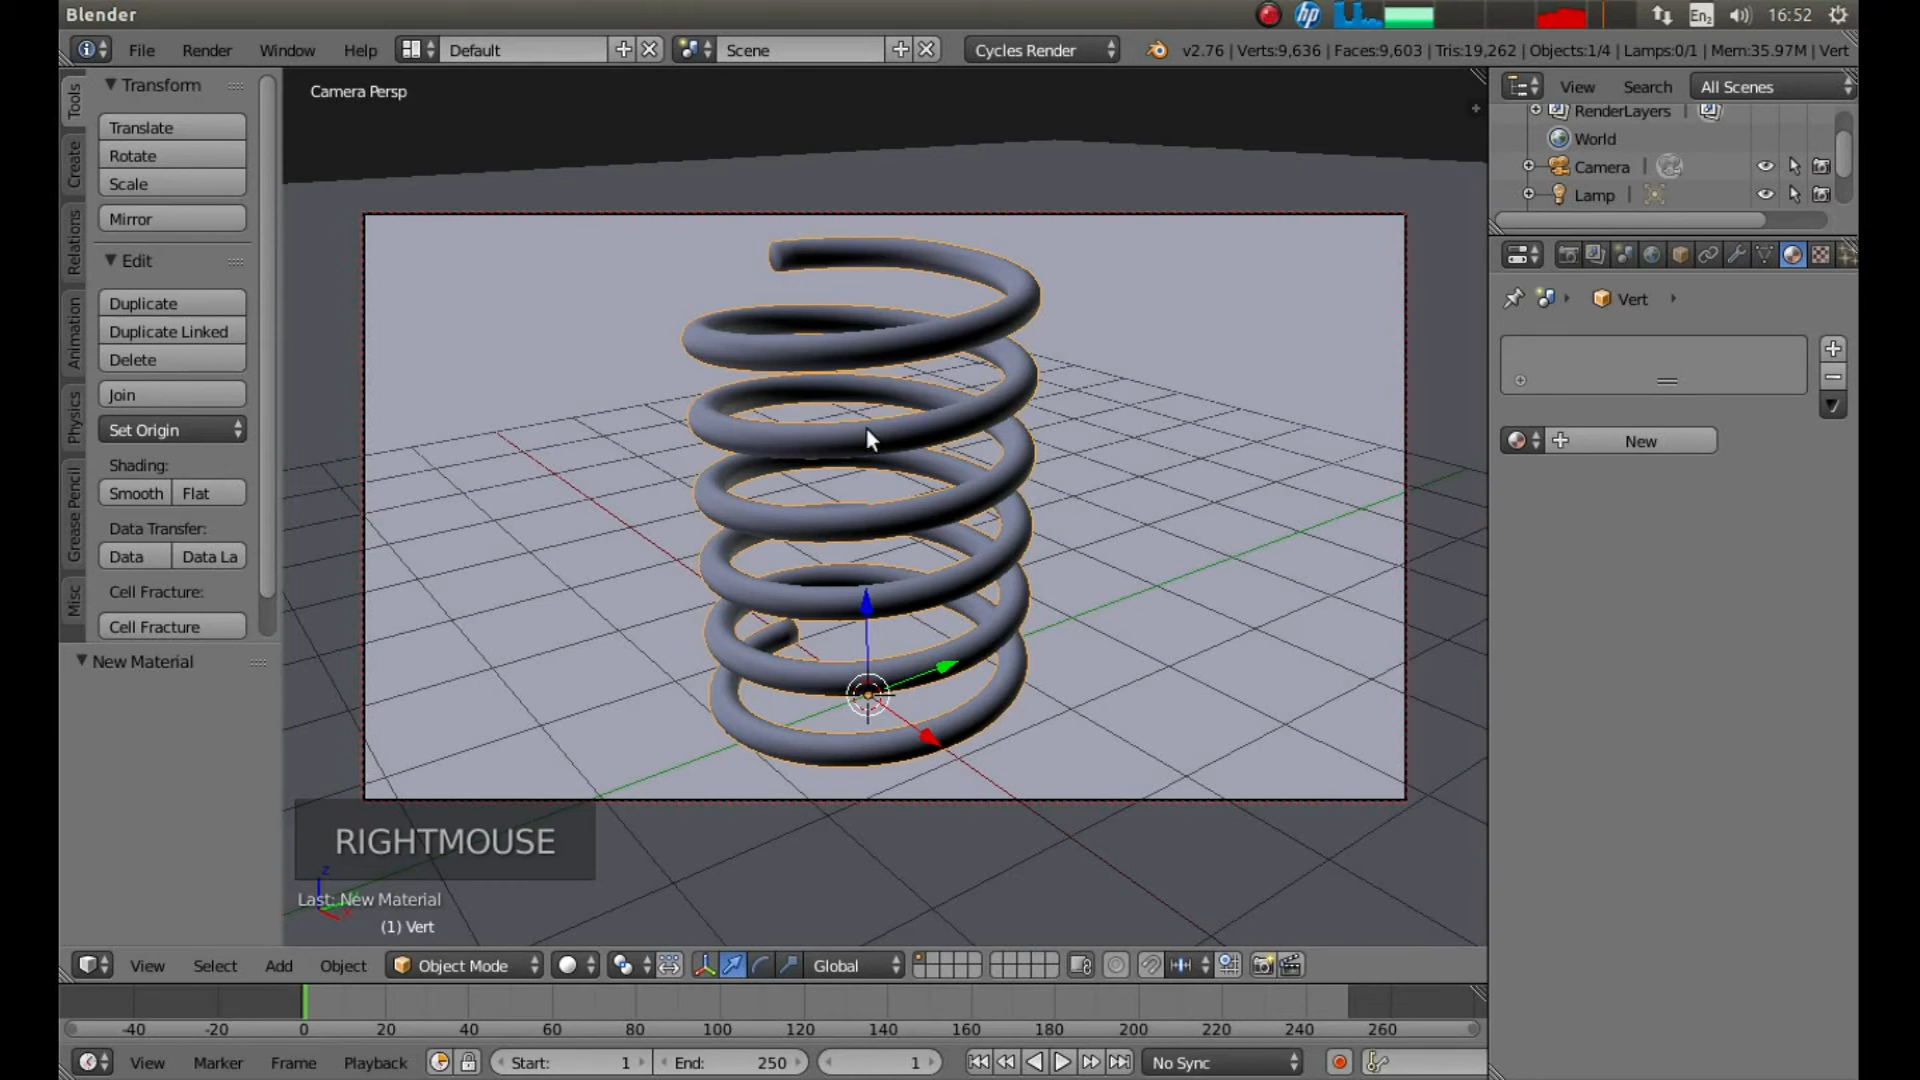 Blender
En2
16:52
File
Render
Window
Help
Default
Scene
Cycles Render
v2.76 | Verts:9,636 | Faces:9,603 | Tris:19,262 | Objects:1/4 | Lamps:0/1 | Mem:35.97M | Vert
Tools
Create
Relations
Animation
Physics
Grease Pencil
Misc
Transform
Translate
Rotate
Scale
Mirror
Edit
Duplicate
Duplicate Linked
Delete
Join
Set Origin
Shading:
Smooth
Flat
Data Transfer:
Data
Data La
Cell Fracture:
Cell Fracture
New Material
Camera Persp
RIGHTMOUSE
z
x
Last: New Material
(1) Vert
View
Search
All Scenes
RenderLayers
World
Camera
Lamp
Vert
New
View
Select
Add
Object
Object Mode
Global
-40
-20
0
20
40
60
80
100
120
140
160
180
200
220
240
260
View
Marker
Frame
Playback
Start: 1
End: 250
1
No Sync
hp